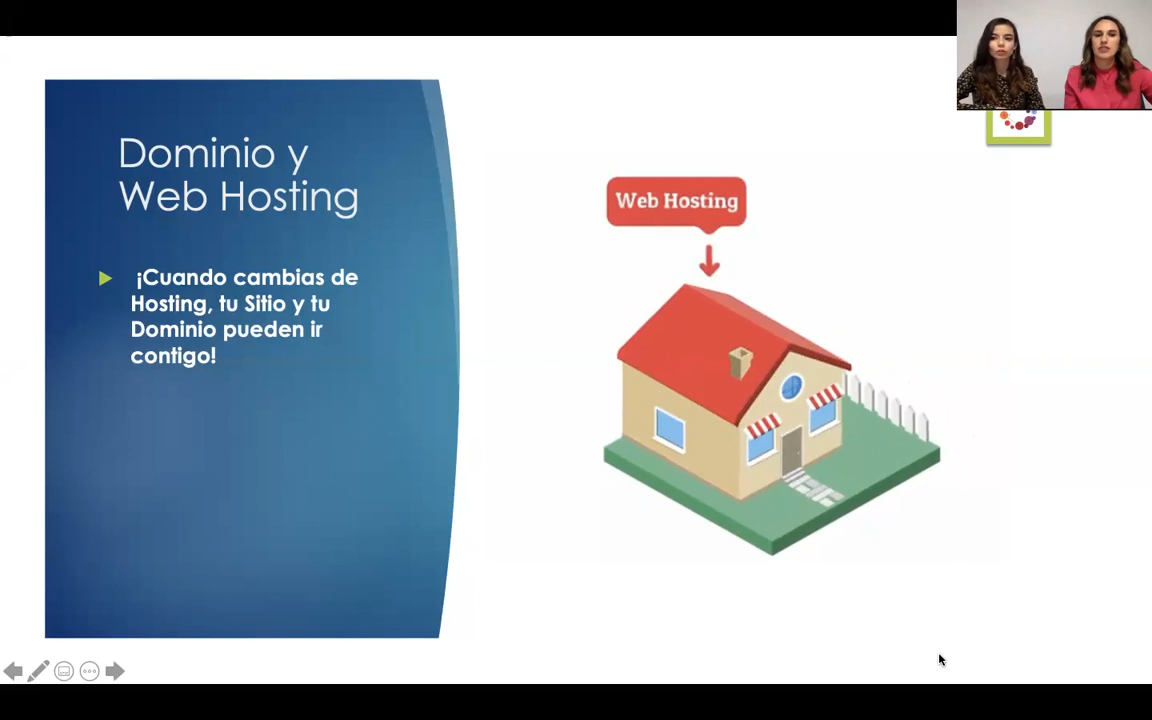 Dominio y
Web Hosting
¡Cuando cambias de
Hosting, tu Sitio y tu
Dominio pueden ir
contigo!
Web Hosting